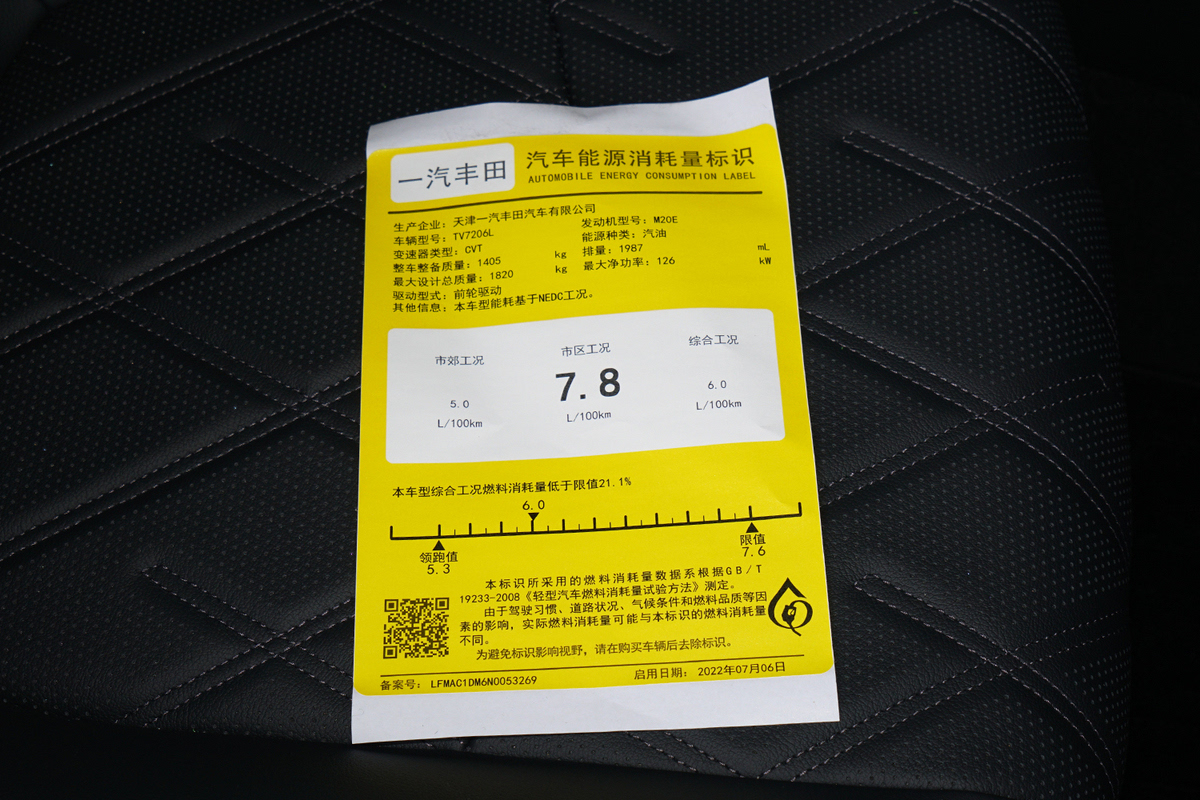 一汽丰田
汽车能源消耗量标识
AUTOMOBILE ENERGY CONSUMPTION LABEL
生产企业：天津一汽丰田汽车有限公司
车辆型号：TV7206L
发动机型号：M20E
变速器类型：CVT
能源种类：汽油
整车整备质量：1405 kg
排量：1987 mL
最大设计总质量：1820 kg
最大净功率：126 kW
驱动型式：前轮驱动
其他信息：本车型能耗基于NEDC工况。
市郊工况
5.0
L/100km
市区工况
7.8
L/100km
综合工况
6.0
L/100km
本车型综合工况燃料消耗量低于限值21.1%
6.0
领跑值
5.3
限值
7.6
本标识所采用的燃料消耗量数据系根据GB/T
19233-2008《轻型汽车燃料消耗量试验方法》测定。
由于驾驶习惯、道路状况、气候条件和燃料品质等因
素的影响，实际燃料消耗量可能与本标识的燃料消耗量
不同。
为避免标识影响视野，请在购买车辆后去除标识。
备案号：LFMAC1DM6N0053269
启用日期：2022年07月06日